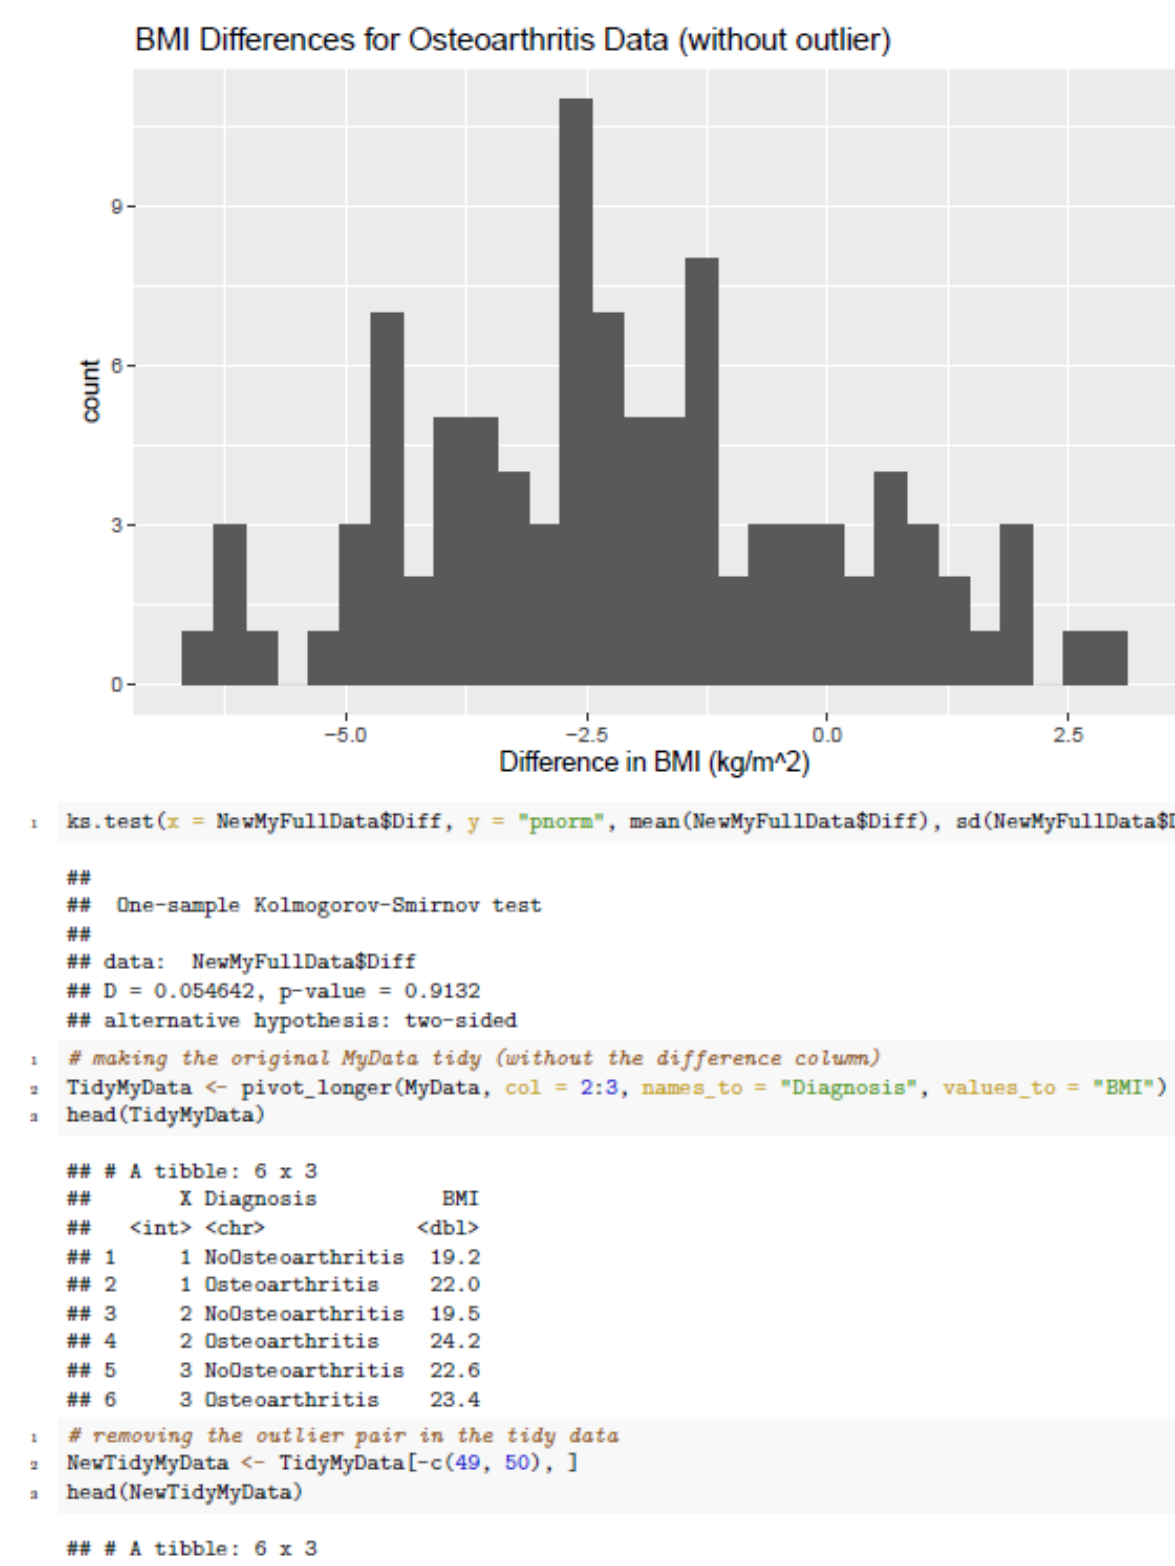 BMI Differences for Osteoarthritis Data (without outlier)
9
6
3
0
count
−5.0 −2.5 0.0 2.5
Difference in BMI (kg/m^2)
1 ks.test(x = NewMyFullData$Diff, y = "pnorm", mean(NewMyFullData$Diff), sd(NewMyFullData$D
##
## One-sample Kolmogorov-Smirnov test
##
## data: NewMyFullData$Diff
## D = 0.054642, p-value = 0.9132
## alternative hypothesis: two-sided
1 # making the original MyData tidy (without the difference column)
2 TidyMyData <- pivot_longer(MyData, col = 2:3, names_to = "Diagnosis", values_to = "BMI")
3 head(TidyMyData)
## # A tibble: 6 x 3
## X Diagnosis BMI
## <int> <chr> <dbl>
## 1 1 NoOsteoarthritis 19.2
## 2 1 Osteoarthritis 22.0
## 3 2 NoOsteoarthritis 19.5
## 4 2 Osteoarthritis 24.2
## 5 3 NoOsteoarthritis 22.6
## 6 3 Osteoarthritis 23.4
1 # removing the outlier pair in the tidy data
2 NewTidyMyData <- TidyMyData[-c(49, 50), ]
3 head(NewTidyMyData)
## # A tibble: 6 x 3